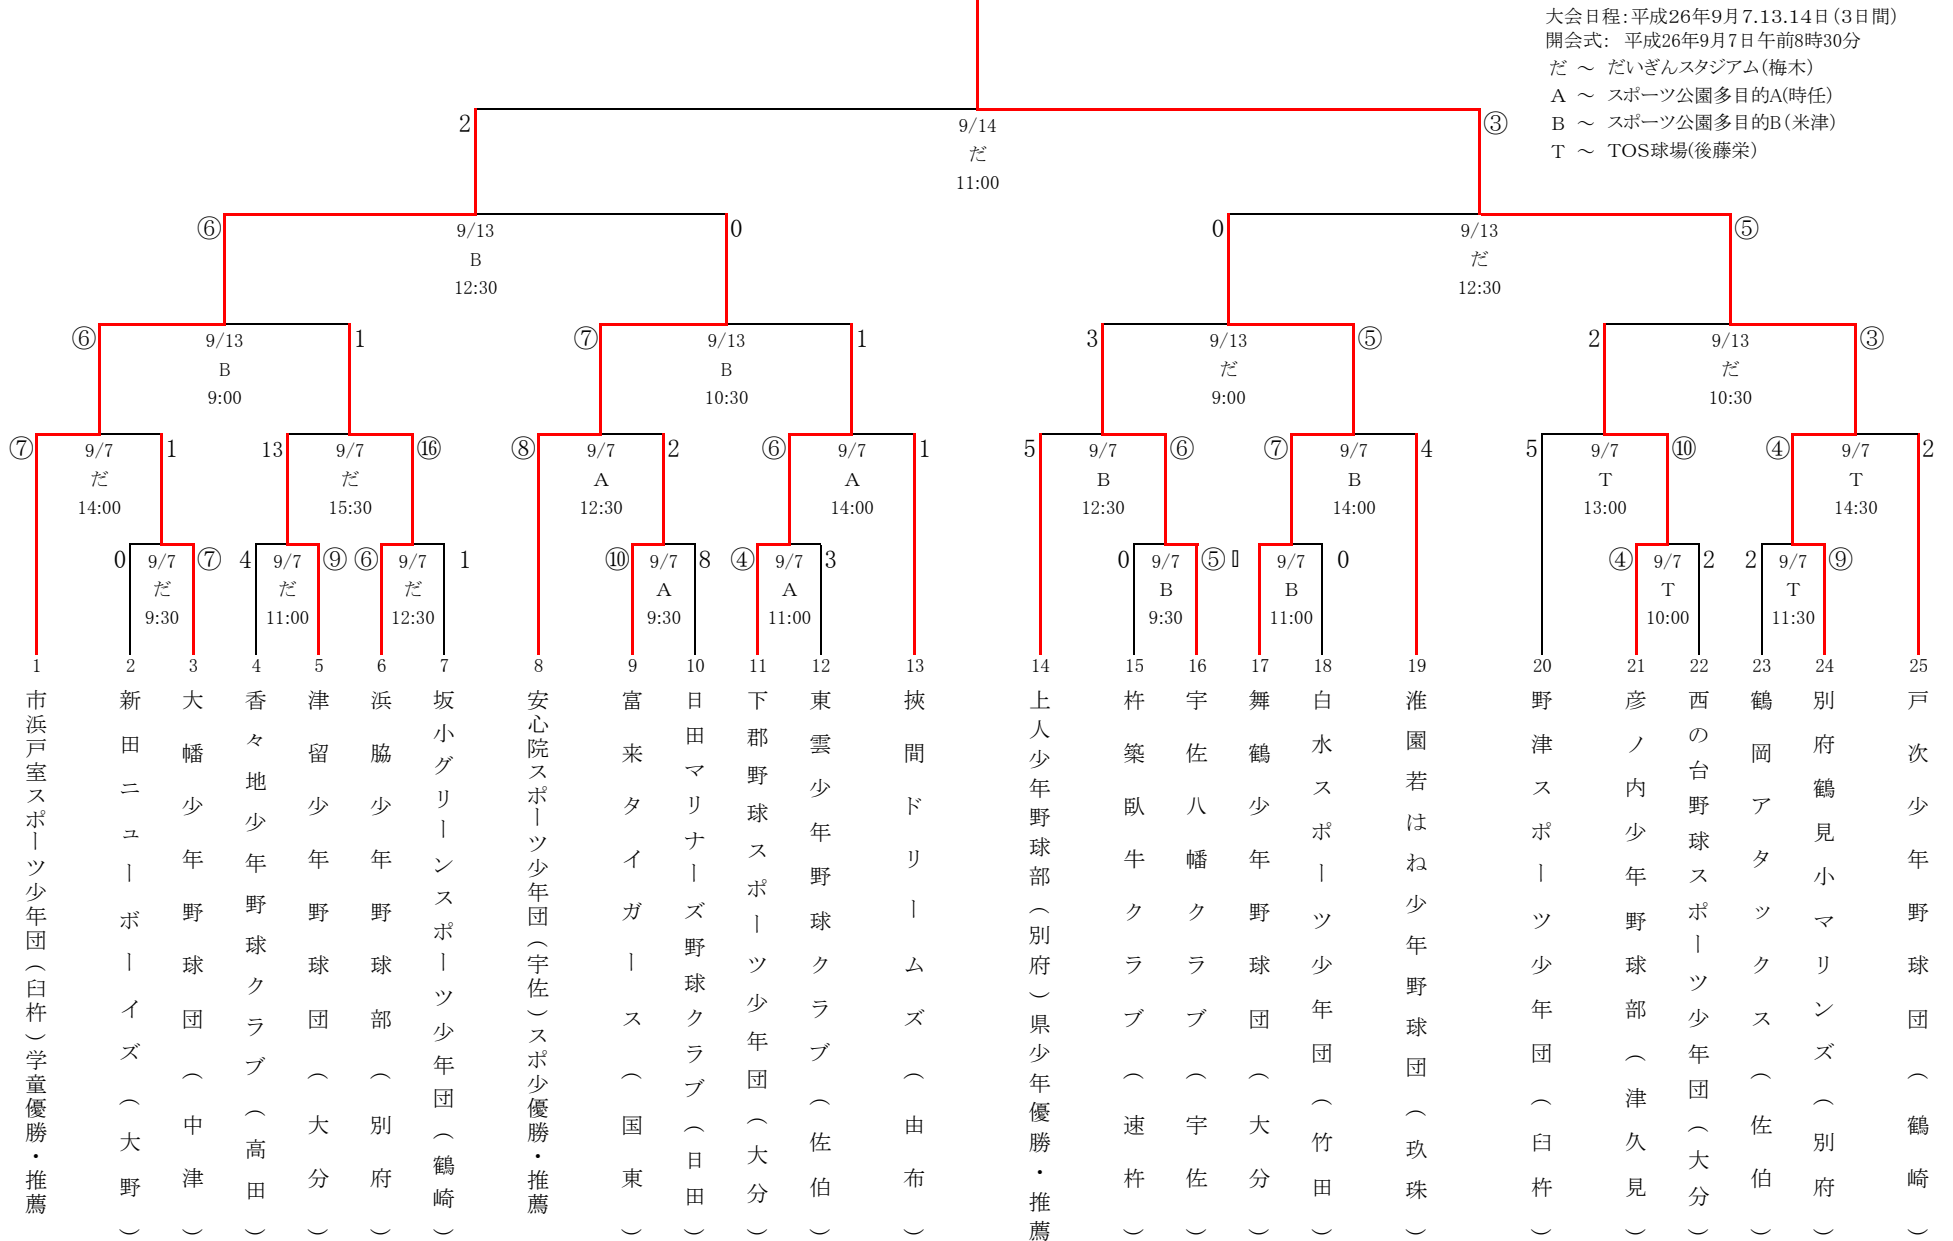 大会日程:平成26年9月7.13.14日(3日間)
開会式: 平成26年9月7日午前8時30分
だ ～ だいぎんスタジアム(梅木)
A ～ スポーツ公園多目的A(時任)
B ～ スポーツ公園多目的B(米津)
T ～ TOS球場(後藤栄)
2 ③
9/14
だ
11:00
⑥ 0 0 ⑤
9/13 9/13
B だ
12:30 12:30
⑥ 1 ⑦ 1 3 ⑤ 2 ③
9/13 9/13 9/13 9/13
B B だ だ
9:00 10:30 9:00 10:30
⑦ 1 13 ⑯ ⑧ 2 ⑥ 1 5 ⑥ ⑦ 4 5 ⑩ ④ 2
9/7 9/7 9/7 9/7 9/7 9/7 9/7 9/7
だ だ A A B B T T
14:00 15:30 12:30 14:00 12:30 14:00 13:00 14:30
0 ⑦ 4 ⑨ ⑥ 1 ⑩ 8 ④ 3 0 ⑤ 0 ④ 2 2 ⑨
9/7 9/7 9/7 9/7 9/7 9/7 9/7 9/7 9/7
だ だ だ A A B B T T
9:30 11:00 12:30 9:30 11:00 9:30 11:00 10:00 11:30
1 2 3 4 5 6 7 8 9 10 11 12 13 14 15 16 17 18 19 20 21 22 23 24 25
市浜戸室スポーツ少年団(臼杵)学童優勝・推薦
新田ニューボーイズ(大野)
大幡少年野球団(中津)
香々地少年野球クラブ(高田)
津留少年野球団(大分)
浜脇少年野球部(別府)
坂小グリーンスポーツ少年団(鶴崎)
安心院スポーツ少年団(宇佐)スポ少優勝・推薦
富来タイガース(国東)
日田マリナーズ野球クラブ(日田)
下郡野球スポーツ少年団(大分)
東雲少年野球クラブ(佐伯)
挾間ドリームズ(由布)
上人少年野球部(別府)県少年優勝・推薦
杵築臥牛クラブ(速杵)
宇佐八幡クラブ(宇佐)
舞鶴少年野球団(大分)
白水スポーツ少年団(竹田)
淮園若はね少年野球団(玖珠)
野津スポーツ少年団(臼杵)
彦ノ内少年野球部(津久見)
西の台野球スポーツ少年団(大分)
鶴岡アタックス(佐伯)
別府鶴見小マリンズ(別府)
戸次少年野球団(鶴崎)